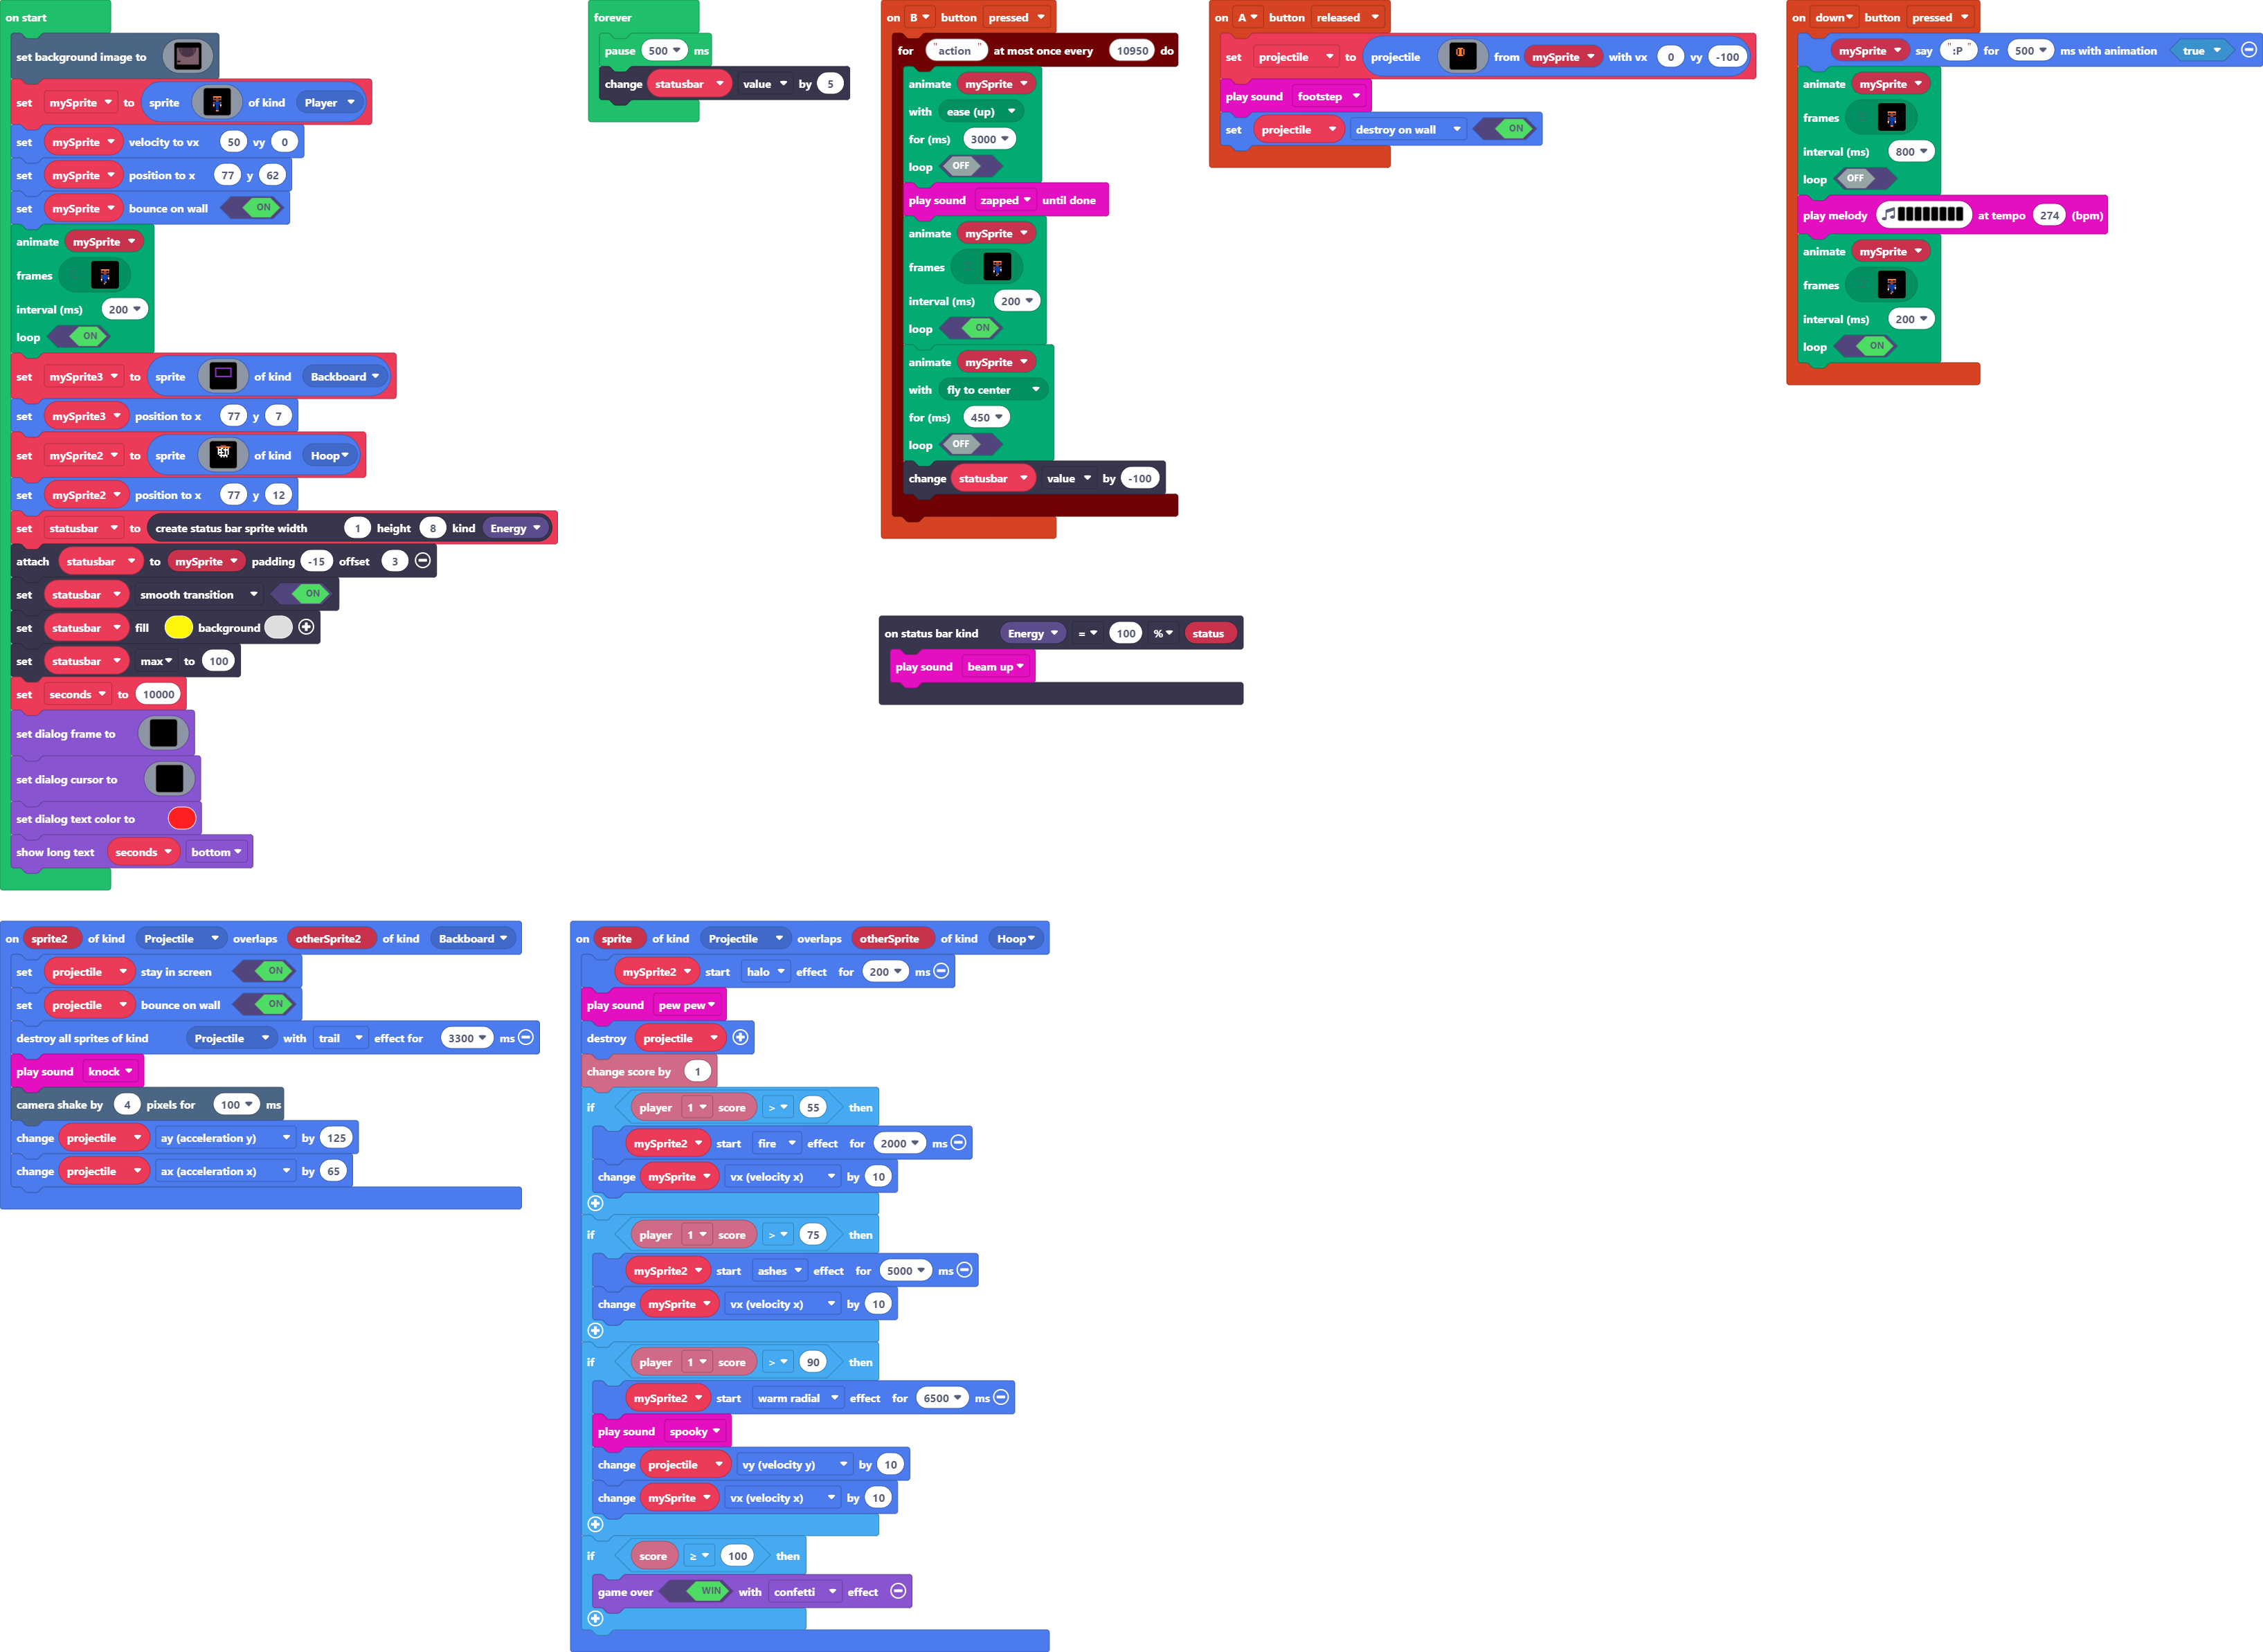 on start
set background image to
set mySprite to sprite of kind Player
set mySprite velocity to vx 50 vy 0
set mySprite position to x 77 y 62
set mySprite bounce on wall ON
animate mySprite
frames
interval (ms) 200
loop ON
set mySprite3 to sprite of kind Backboard
set mySprite3 position to x 77 y 7
set mySprite2 to sprite of kind Hoop
set mySprite2 position to x 77 y 12
set statusbar to create status bar sprite width 1 height 8 kind Energy
attach statusbar to mySprite padding -15 offset 3
set statusbar smooth transition ON
set statusbar fill background
set statusbar max to 100
set seconds to 10000
set dialog frame to
set dialog cursor to
set dialog text color to
show long text seconds bottom
forever
pause 500 ms
change statusbar value by 5
on B button pressed
for "action" at most once every 10950 do
animate mySprite
with ease (up)
for (ms) 3000
loop OFF
play sound zapped until done
animate mySprite
frames
interval (ms) 200
loop ON
animate mySprite
with fly to center
for (ms) 450
loop OFF
change statusbar value by -100
on status bar kind Energy = 100 % status
play sound beam up
on A button released
set projectile to projectile from mySprite with vx 0 vy -100
play sound footstep
set projectile destroy on wall ON
on down button pressed
mySprite say ":P" for 500 ms with animation true
animate mySprite
frames
interval (ms) 800
loop OFF
play melody at tempo 274 (bpm)
animate mySprite
frames
interval (ms) 200
loop ON
on sprite2 of kind Projectile overlaps otherSprite2 of kind Backboard
set projectile stay in screen ON
set projectile bounce on wall ON
destroy all sprites of kind Projectile with trail effect for 3300 ms
play sound knock
camera shake by 4 pixels for 100 ms
change projectile ay (acceleration y) by 125
change projectile ax (acceleration x) by 65
on sprite of kind Projectile overlaps otherSprite of kind Hoop
mySprite2 start halo effect for 200 ms
play sound pew pew
destroy projectile
change score by 1
if player 1 score > 55 then
mySprite2 start fire effect for 2000 ms
change mySprite vx (velocity x) by 10
if player 1 score > 75 then
mySprite2 start ashes effect for 5000 ms
change mySprite vx (velocity x) by 10
if player 1 score > 90 then
mySprite2 start warm radial effect for 6500 ms
play sound spooky
change projectile vy (velocity y) by 10
change mySprite vx (velocity x) by 10
if score ≥ 100 then
game over WIN with confetti effect